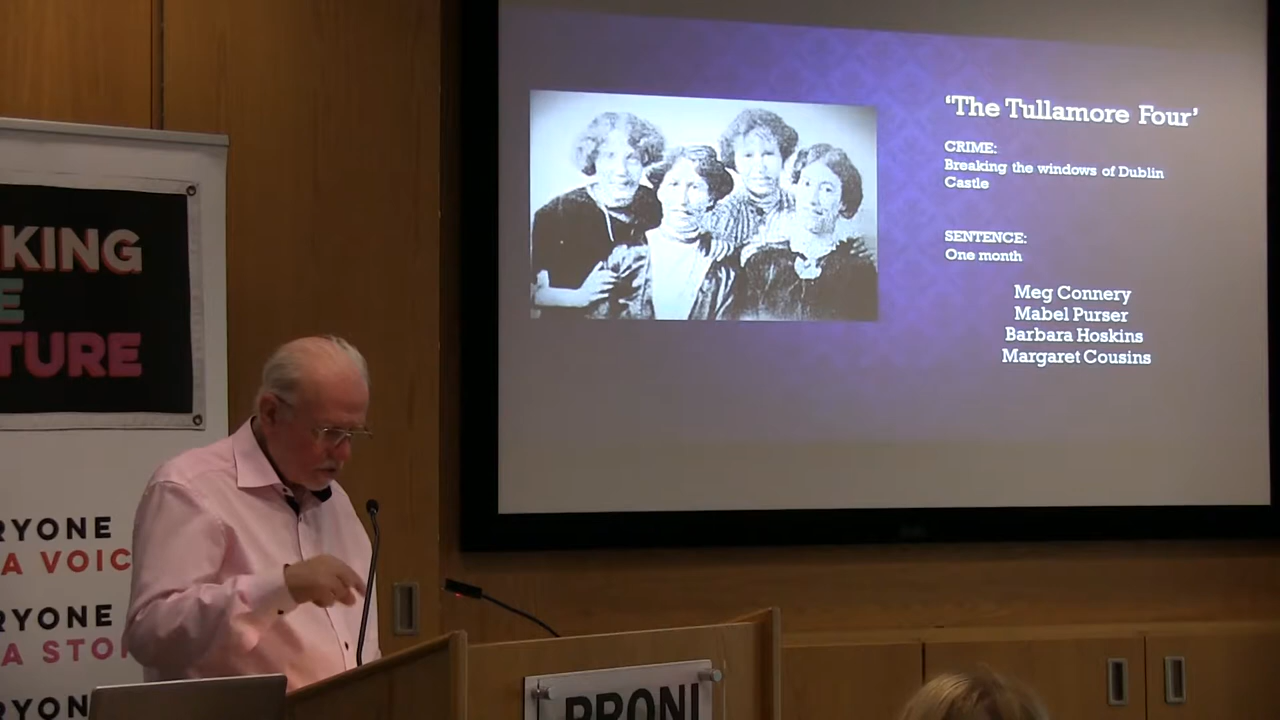 KING
E
TURE
RYONE
A VOIC
RYONE
A STO
RYON
‘The Tullamore Four’
CRIME:
Breaking the windows of Dublin
Castle
SENTENCE:
One month
Meg Connery
Mabel Purser
Barbara Hoskins
Margaret Cousins
PRONI